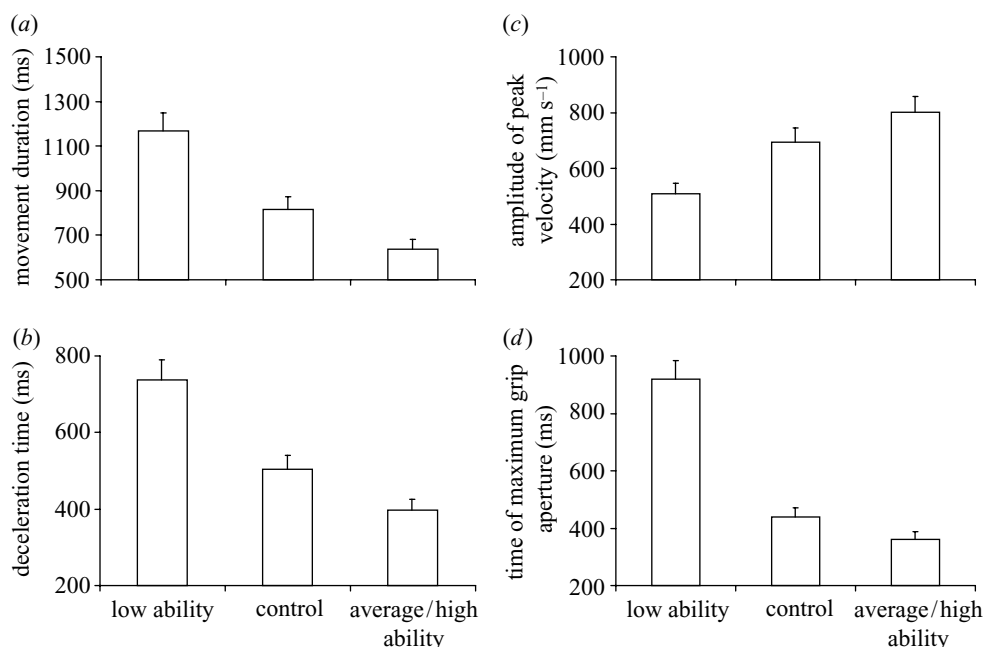 (a)
movement duration (ms)
1500
1300
1100
900
700
500
(b)
deceleration time (ms)
800
600
400
200
low ability
control
average/high
ability
(c)
amplitude of peak
velocity (mm s⁻¹)
1000
800
600
400
200
(d)
time of maximum grip
aperture (ms)
1000
800
600
400
200
low ability
control
average/high
ability